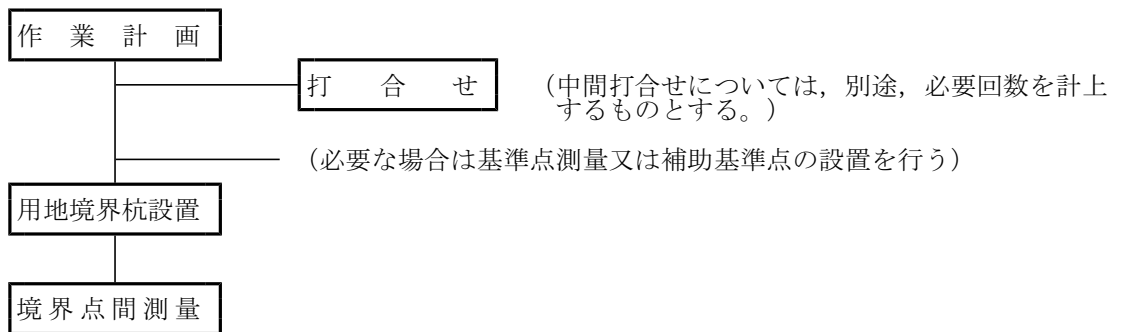 作業計画
打合せ
（中間打合せについては，別途，必要回数を計上
するものとする。）
（必要な場合は基準点測量又は補助基準点の設置を行う）
用地境界杭設置
境界点間測量